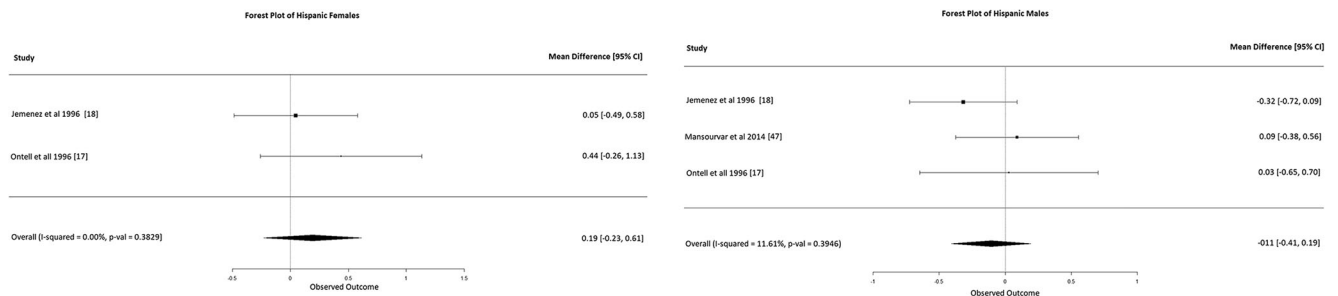 Forest Plot of Hispanic Females
Study Mean Difference [95% CI]
Jemenez et al 1996 [18] 0.05 [-0.49, 0.58]
Ontell et all 1996 [17] 0.44 [-0.26, 1.13]
Overall (I-squared = 0.00%, p-val = 0.3829] 0.19 [-0.23, 0.61]
-0.5 0 0.5 1 1.5
Observed Outcome
Forest Plot of Hispanic Males
Study Mean Difference [95% CI]
Jemenez et al 1996 [18] -0.32 [-0.72, 0.09]
Mansourvar et al 2014 [47] 0.09 [-0.38, 0.56]
Ontell et all 1996 [17] 0.03 [-0.65, 0.70]
Overall (I-squared = 11.61%, p-val = 0.3946] -011 [-0.41, 0.19]
-1 -0.5 0 0.5 1
Observed Outcome